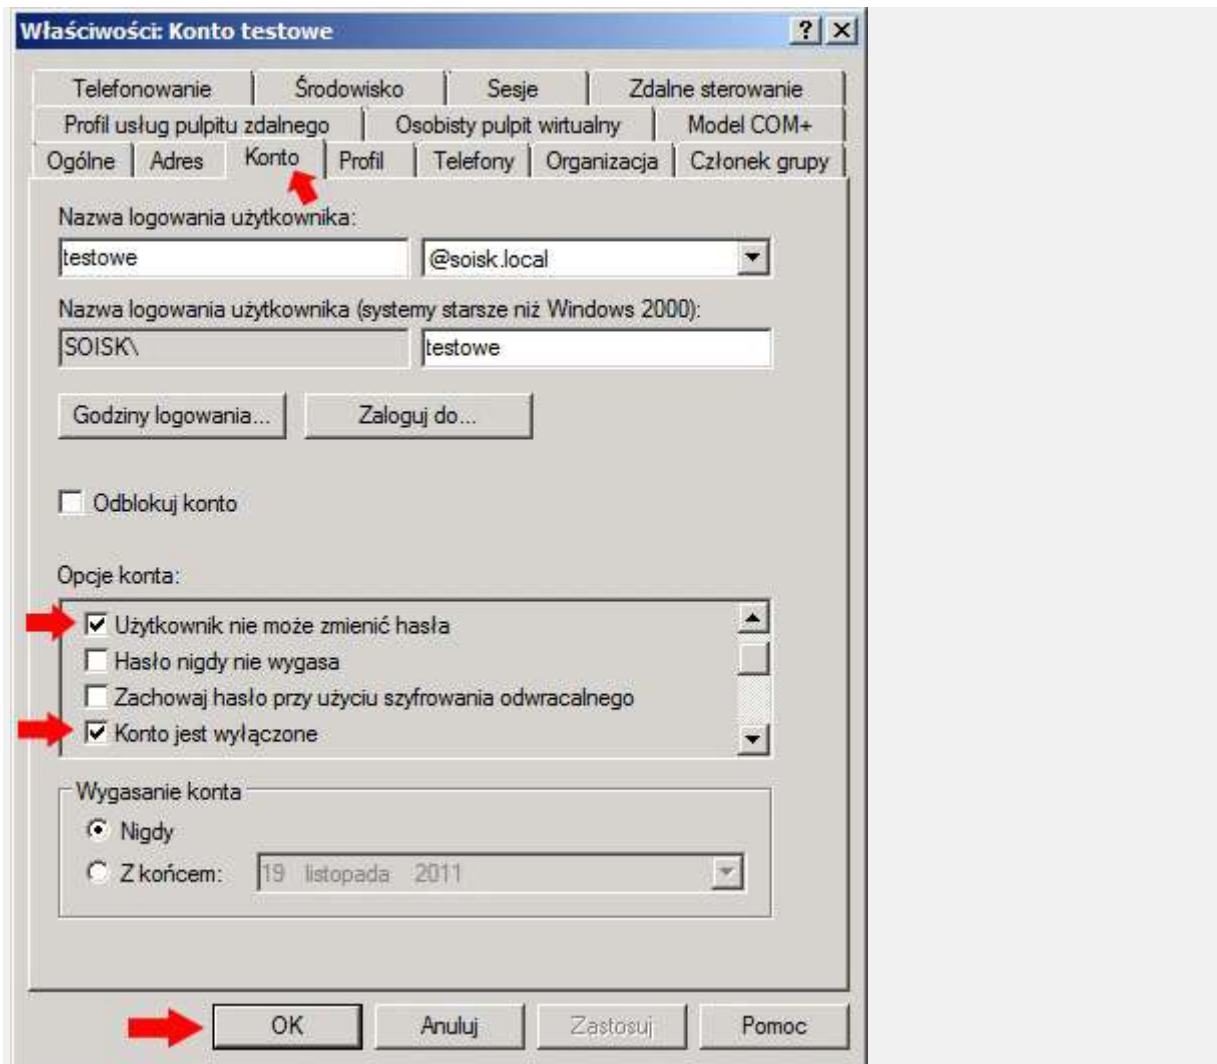 Właściwości: Konto testowe
Telefonowanie Środowisko Sesje Zdalne sterowanie
Profil usług pulpitu zdalnego Osobisty pulpit wirtualny Model COM+
Ogólne Adres Konto Profil Telefony Organizacja Członek grupy
Nazwa logowania użytkownika:
testowe @soisk.local
Nazwa logowania użytkownika (systemy starsze niż Windows 2000):
SOISK\ testowe
Godziny logowania... Zaloguj do...
Odblokuj konto
Opcje konta:
Użytkownik nie może zmienić hasła
Hasło nigdy nie wygasa
Zachowaj hasło przy użyciu szyfrowania odwracalnego
Konto jest wyłączone
Wygasanie konta
Nigdy
Z końcem: 19 listopada 2011
OK Anuluj Zastosuj Pomoc